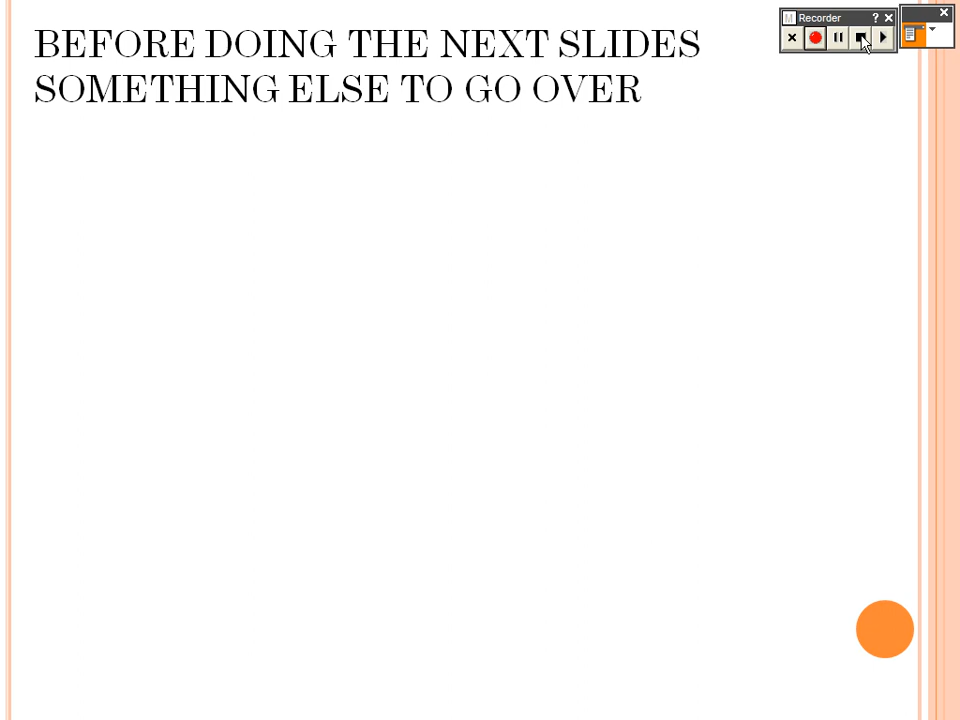 BEFORE DOING THE NEXT SLIDES
SOMETHING ELSE TO GO OVER
M Recorder ?